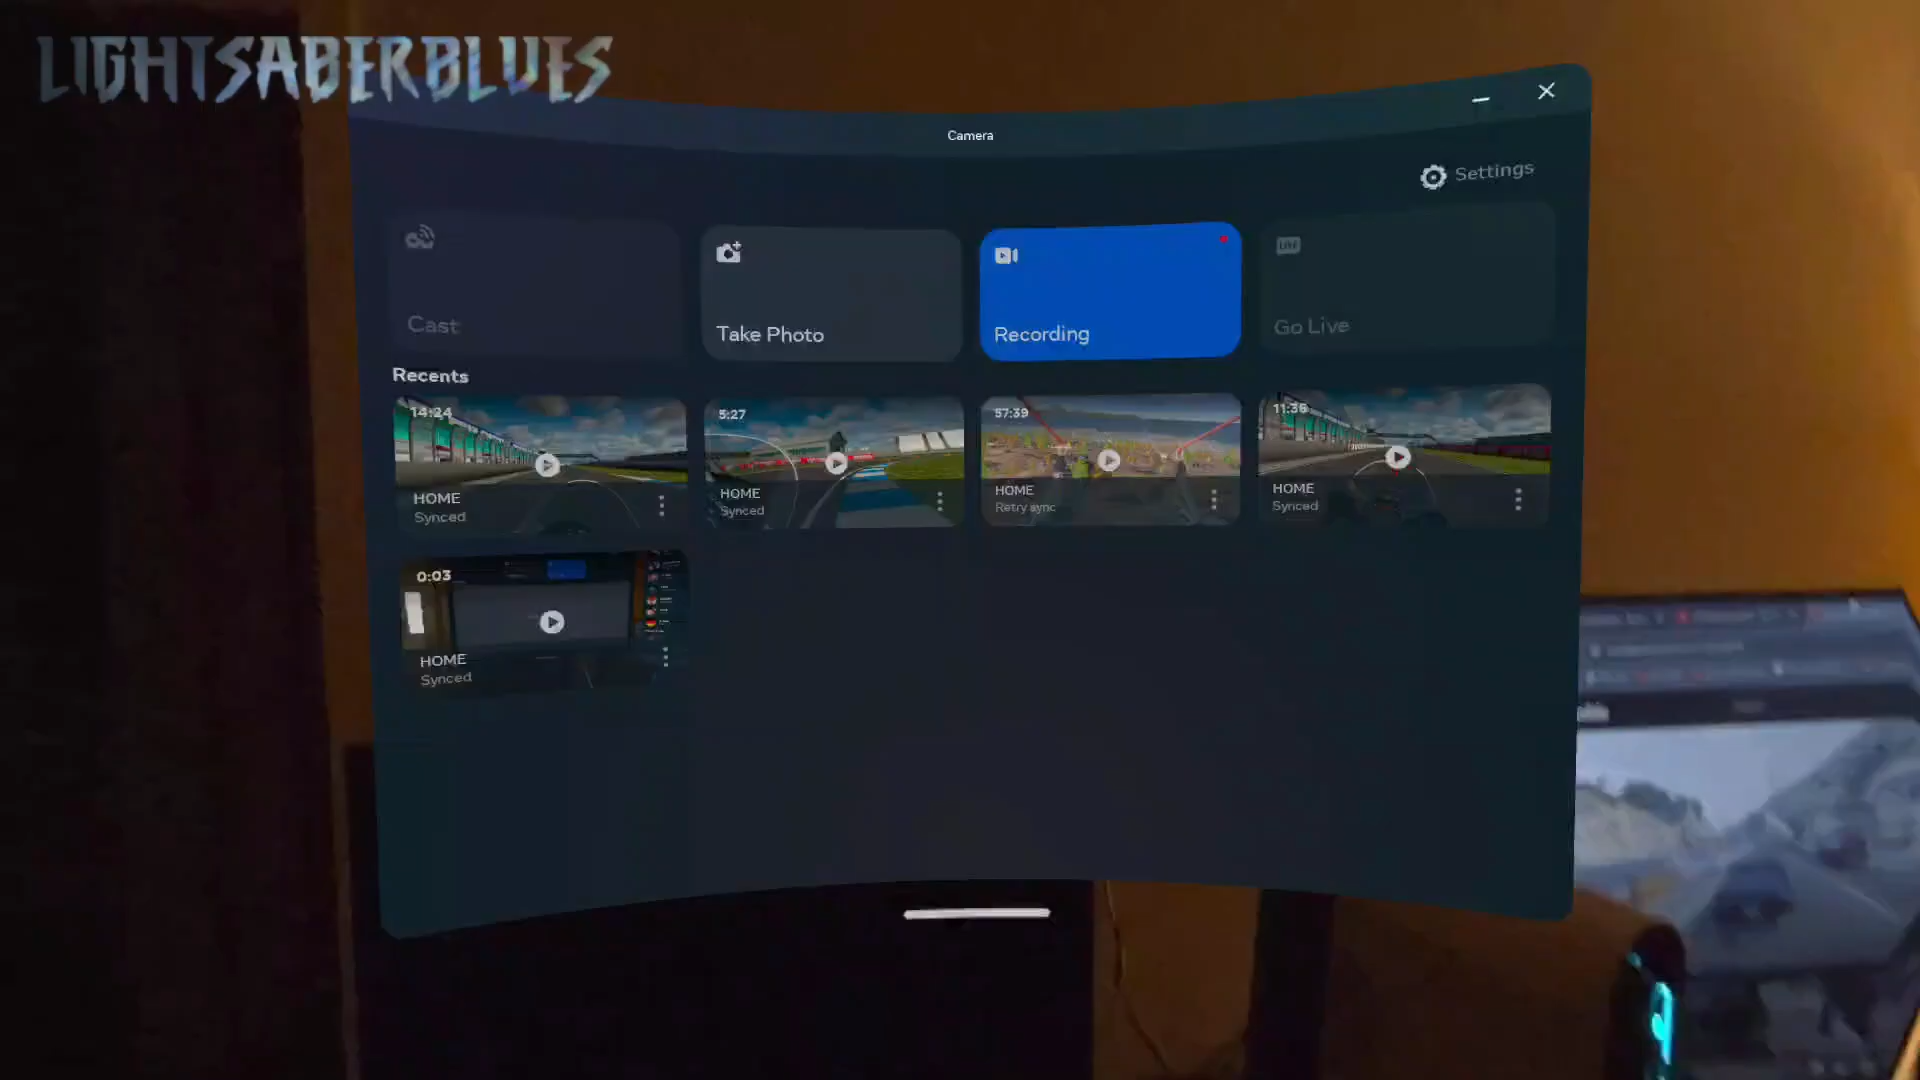 LIGHTSABERBLUES
Camera
Settings
Cast
Take Photo
Recording
LIVE
Go Live
Recents
14:24
HOME
Synced
5:27
HOME
Synced
57:39
HOME
Retry sync
11:36
HOME
Synced
0:03
HOME
Synced